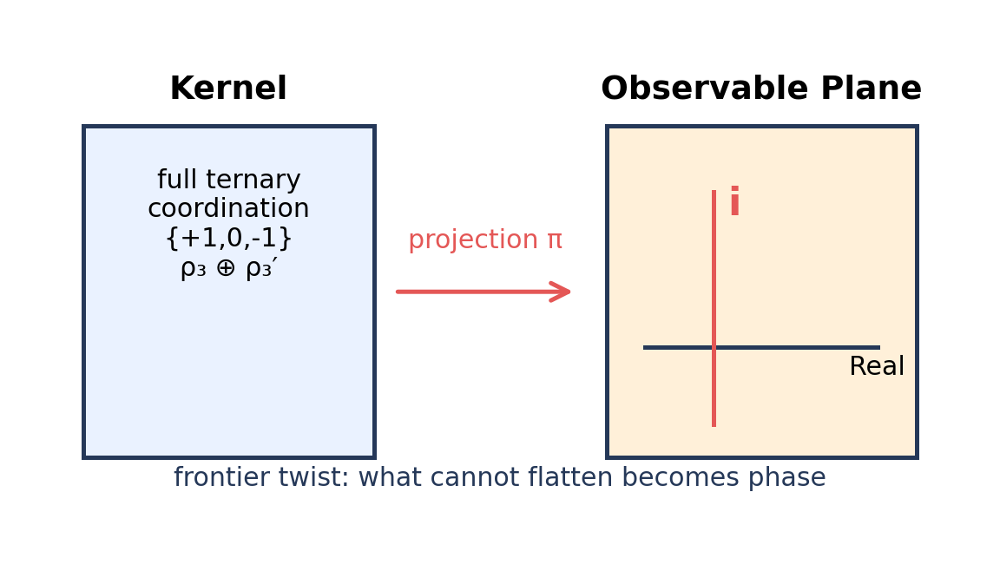 Kernel
Observable Plane
full ternary
coordination
{+1,0,-1}
ρ₃ ⊕ ρ₃′
projection π
i
Real
frontier twist: what cannot flatten becomes phase